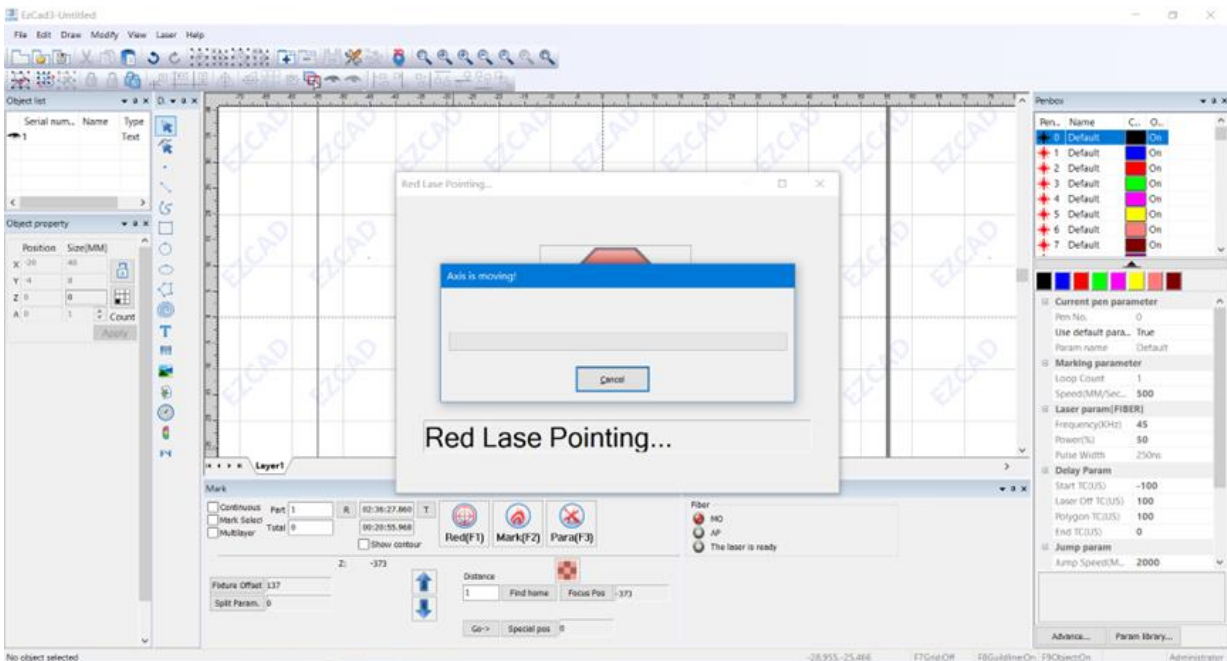 EzCad3-Untitled
File Edit Draw Modify View Laser Help
Object list
D.
Serial num... Name Type
1 Text
Object property
Position Size(MM)
X -20 40
Y -4 8
Z 0 0
A 0 1 Count
Apply
EZCAD
Layer1
Red Lase Pointing...
Axis is moving!
Cancel
Red Lase Pointing...
Mark
Continuous Part 1 R 02:36:27.860 T
Mark Select
Multilayer Total 0 00:20:55.968
Show contour
Red(F1) Mark(F2) Para(F3)
Fiber
MO
AP
The laser is ready
Z: -373
Fixture Offset 137
Split Param. 0
Distance
1 Find home Focus Pos -373
Go-> Special pos 0
Penbox
Pen... Name C... O...
0 Default On
1 Default On
2 Default On
3 Default On
4 Default On
5 Default On
6 Default On
7 Default On
Current pen parameter
Pen No. 0
Use default para... True
Param name Default
Marking parameter
Loop Count 1
Speed(MM/Sec... 500
Laser param(FIBER)
Frequency(KHz) 45
Power(%) 50
Pulse Width 250ns
Delay Param
Start TC(US) -100
Laser Off TC(US) 100
Polygon TC(US) 100
End TC(US) 0
Jump param
Jump Speed(M... 2000
Advance... Param library...
No object selected
-28.955,-25.466 F7Grid:Off F8Guildline:On F9Object:On Administrator